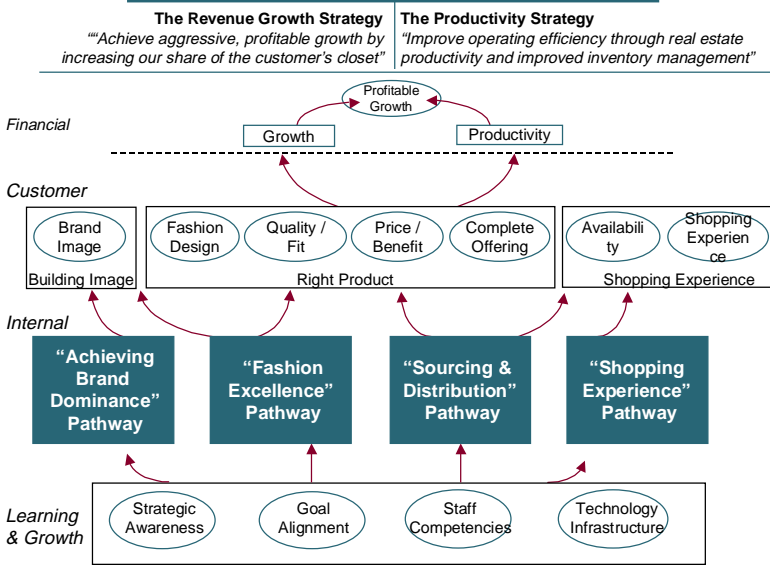 The Revenue Growth Strategy
““Achieve aggressive, profitable growth by
increasing our share of the customer’s closet”
The Productivity Strategy
“Improve operating efficiency through real estate
productivity and improved inventory management”
Profitable
Growth
Financial
Growth
Productivity
Customer
Brand
Image
Building Image
Fashion
Design
Quality /
Fit
Price /
Benefit
Complete
Offering
Right Product
Availabili
ty
Shopping
Experien
ce
Shopping Experience
Internal
“Achieving
Brand
Dominance”
Pathway
“Fashion
Excellence”
Pathway
“Sourcing &
Distribution”
Pathway
“Shopping
Experience”
Pathway
Learning
& Growth
Strategic
Awareness
Goal
Alignment
Staff
Competencies
Technology
Infrastructure